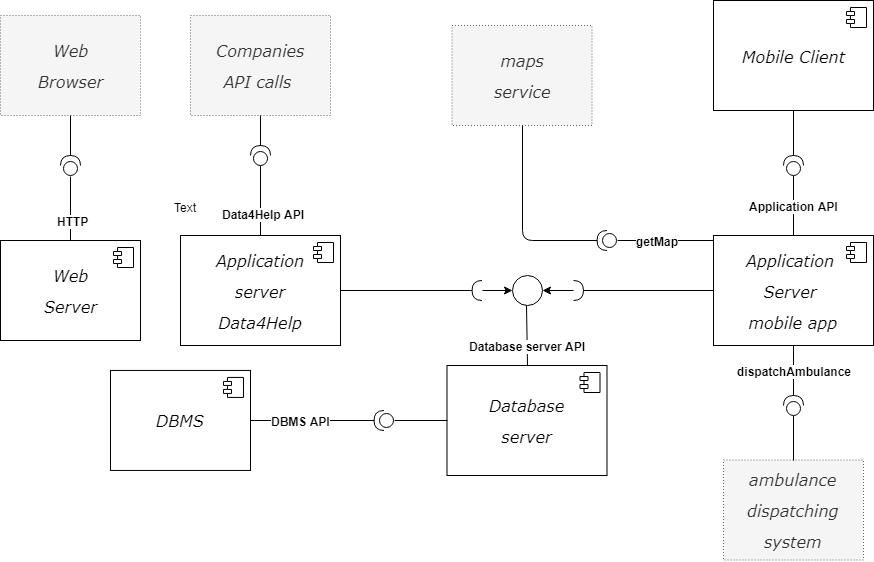 Web
Browser
Companies
API calls
maps
service
Mobile Client
HTTP
Text
Data4Help API
Application API
getMap
Web
Server
Application
server
Data4Help
Application
Server
mobile app
Database server API
dispatchAmbulance
DBMS
DBMS API
Database
server
ambulance
dispatching
system